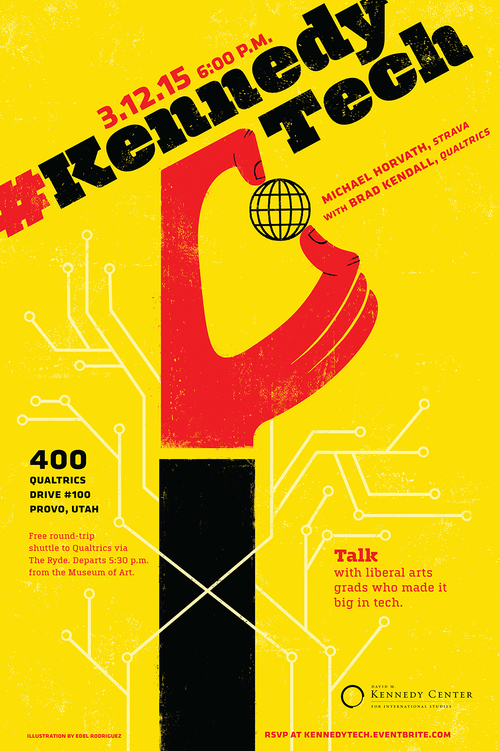 3.12.15 6:00 P.M.
#Kennedy
Tech
MICHAEL HORVATH, STRAVA
WITH BRAD KENDALL, QUALTRICS
400
QUALTRICS
DRIVE #100
PROVO, UTAH
Free round-trip
shuttle to Qualtrics via
The Ryde. Departs 5:30 p.m.
from the Museum of Art.
Talk
with liberal arts
grads who made it
big in tech.
DAVID M.
KENNEDY CENTER
FOR INTERNATIONAL STUDIES
ILLUSTRATION BY EDEL RODRIGUEZ
RSVP AT KENNEDYTECH.EVENTBRITE.COM